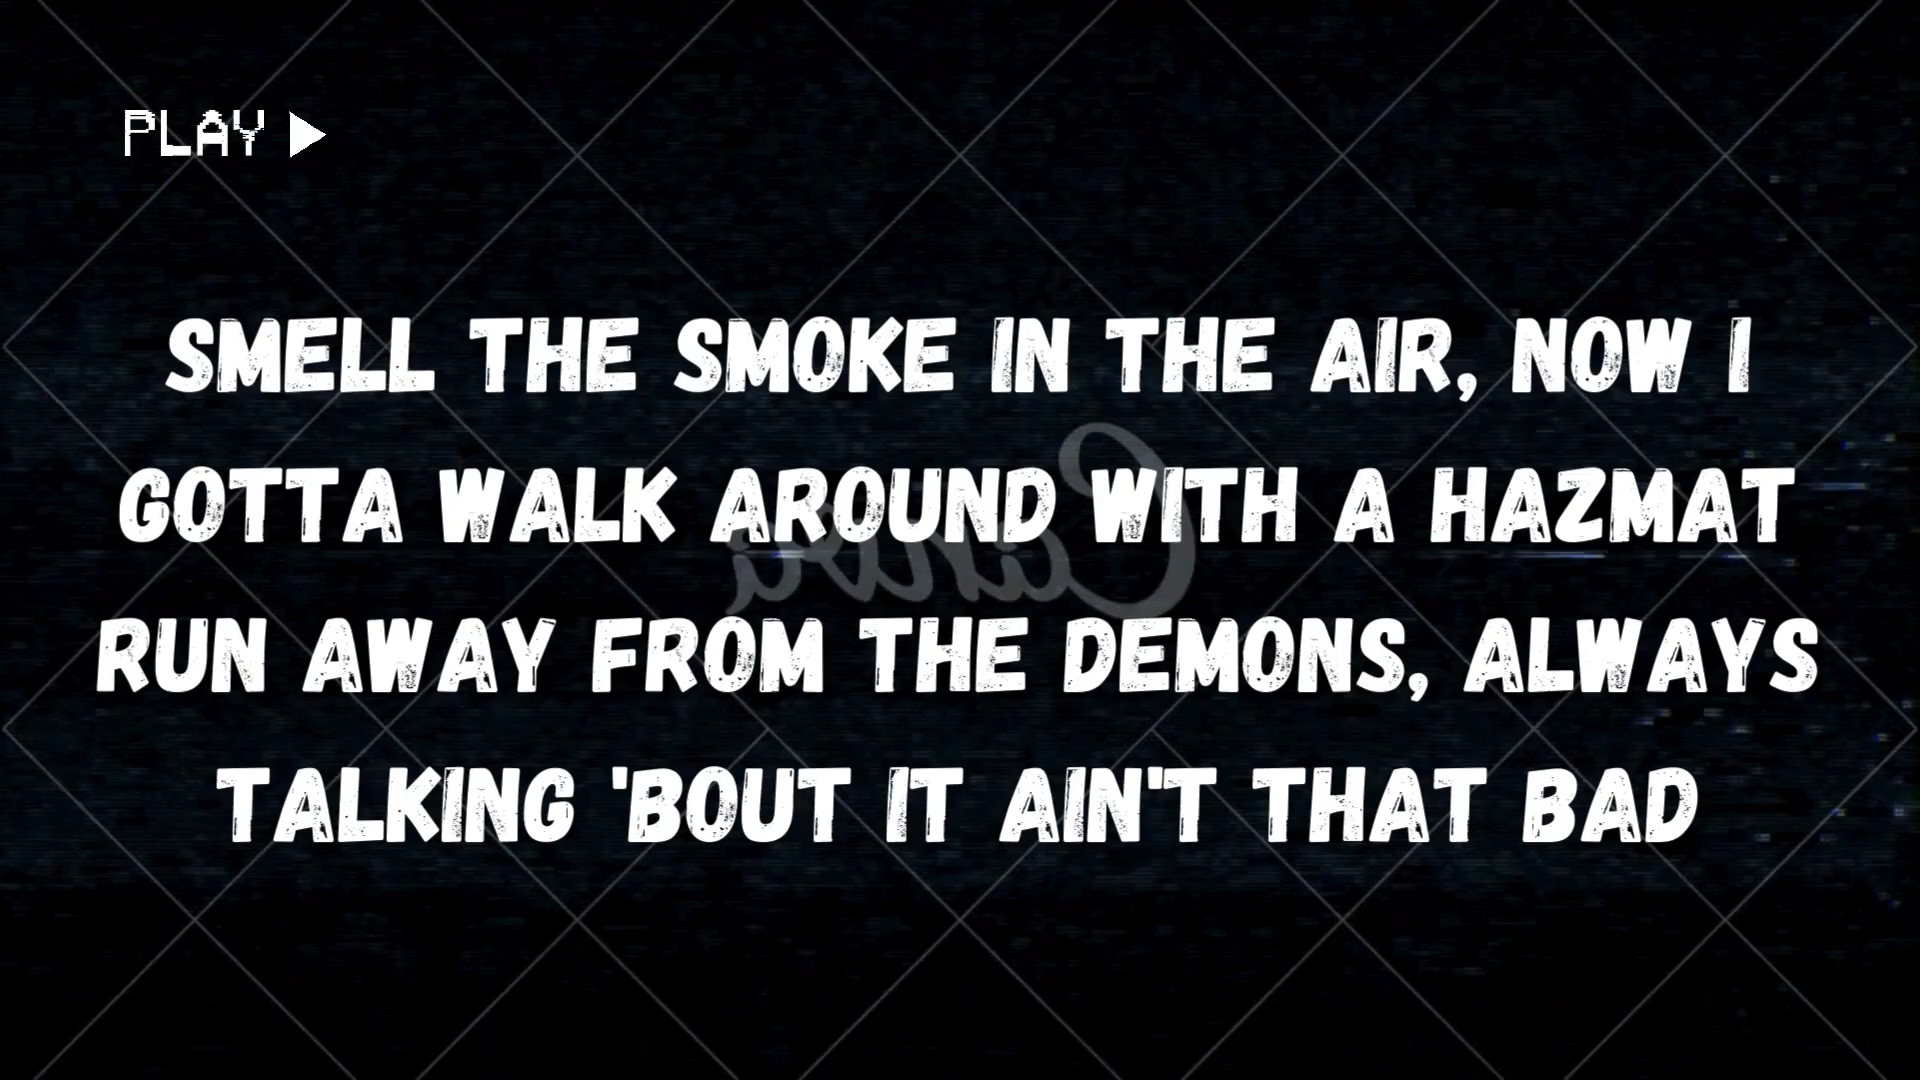 PLAY
SMELL THE SMOKE IN THE AIR, NOW I
GOTTA WALK AROUND WITH A HAZMAT
Canva
RUN AWAY FROM THE DEMONS, ALWAYS
TALKING 'BOUT IT AIN'T THAT BAD